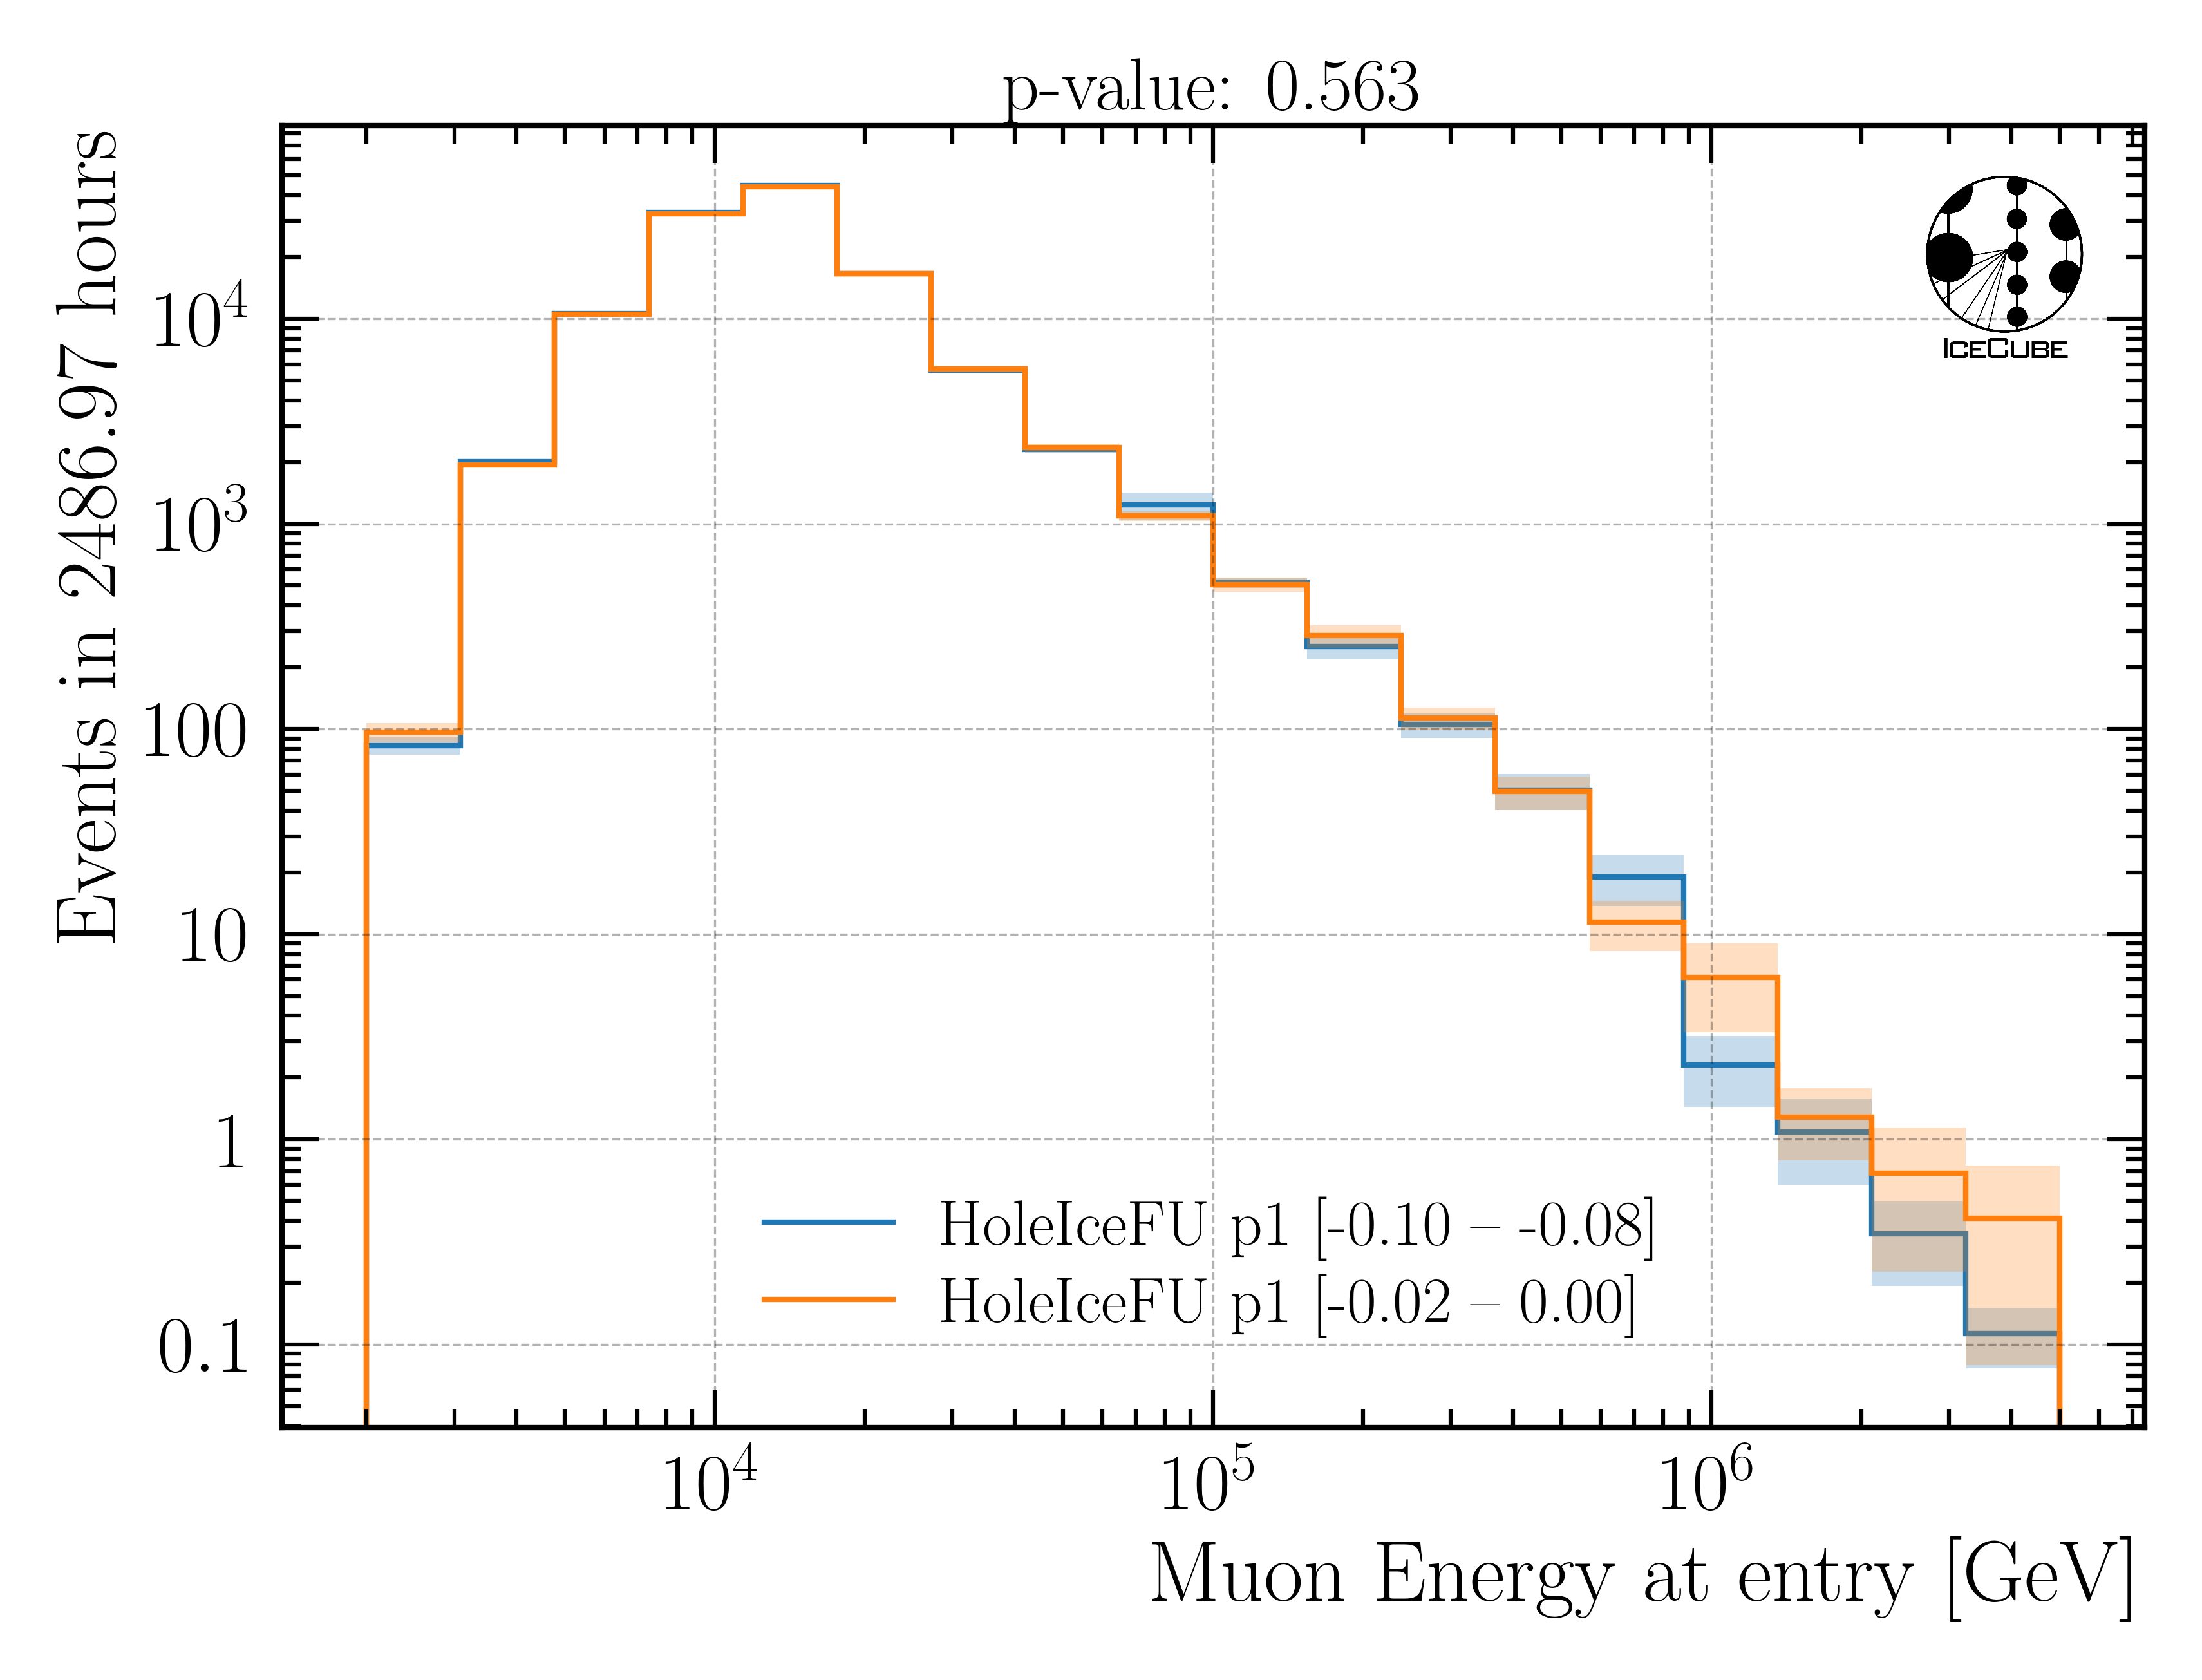 p-value: 0.563
Events in 2486.97 hours
10^4
10^3
100
10
1
0.1
ICECUBE
HoleIceFU p1 [-0.10 – -0.08]
HoleIceFU p1 [-0.02 – 0.00]
10^4 10^5 10^6
Muon Energy at entry [GeV]